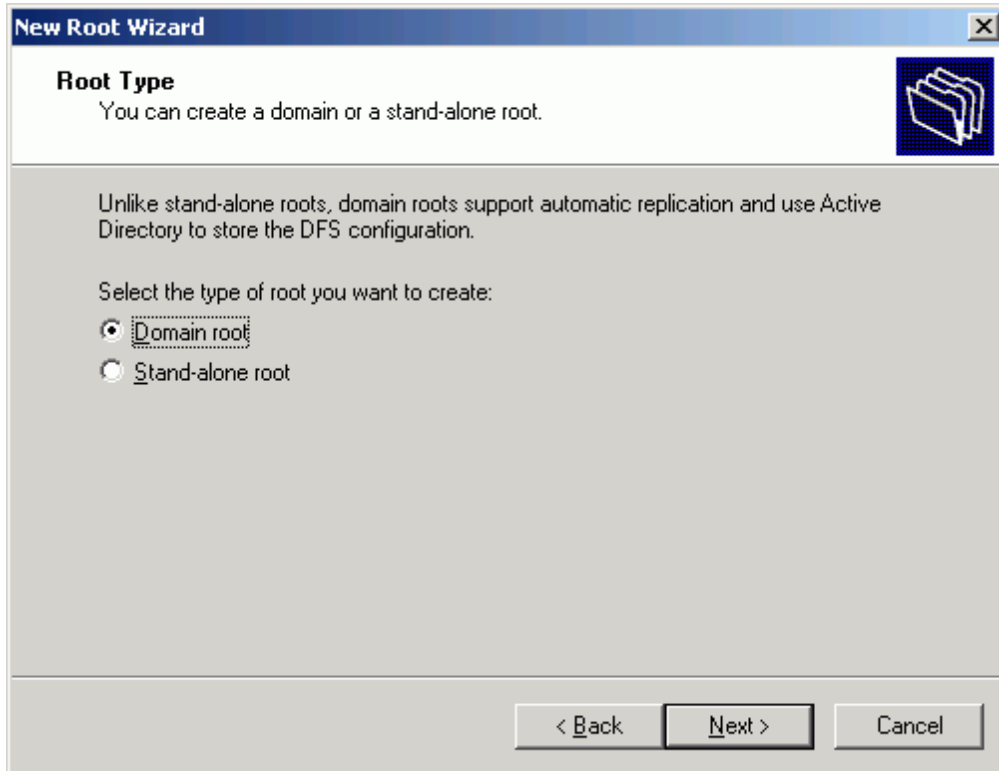 New Root Wizard
Root Type
You can create a domain or a stand-alone root.
Unlike stand-alone roots, domain roots support automatic replication and use Active
Directory to store the DFS configuration.
Select the type of root you want to create:
Domain root
Stand-alone root
< Back
Next >
Cancel